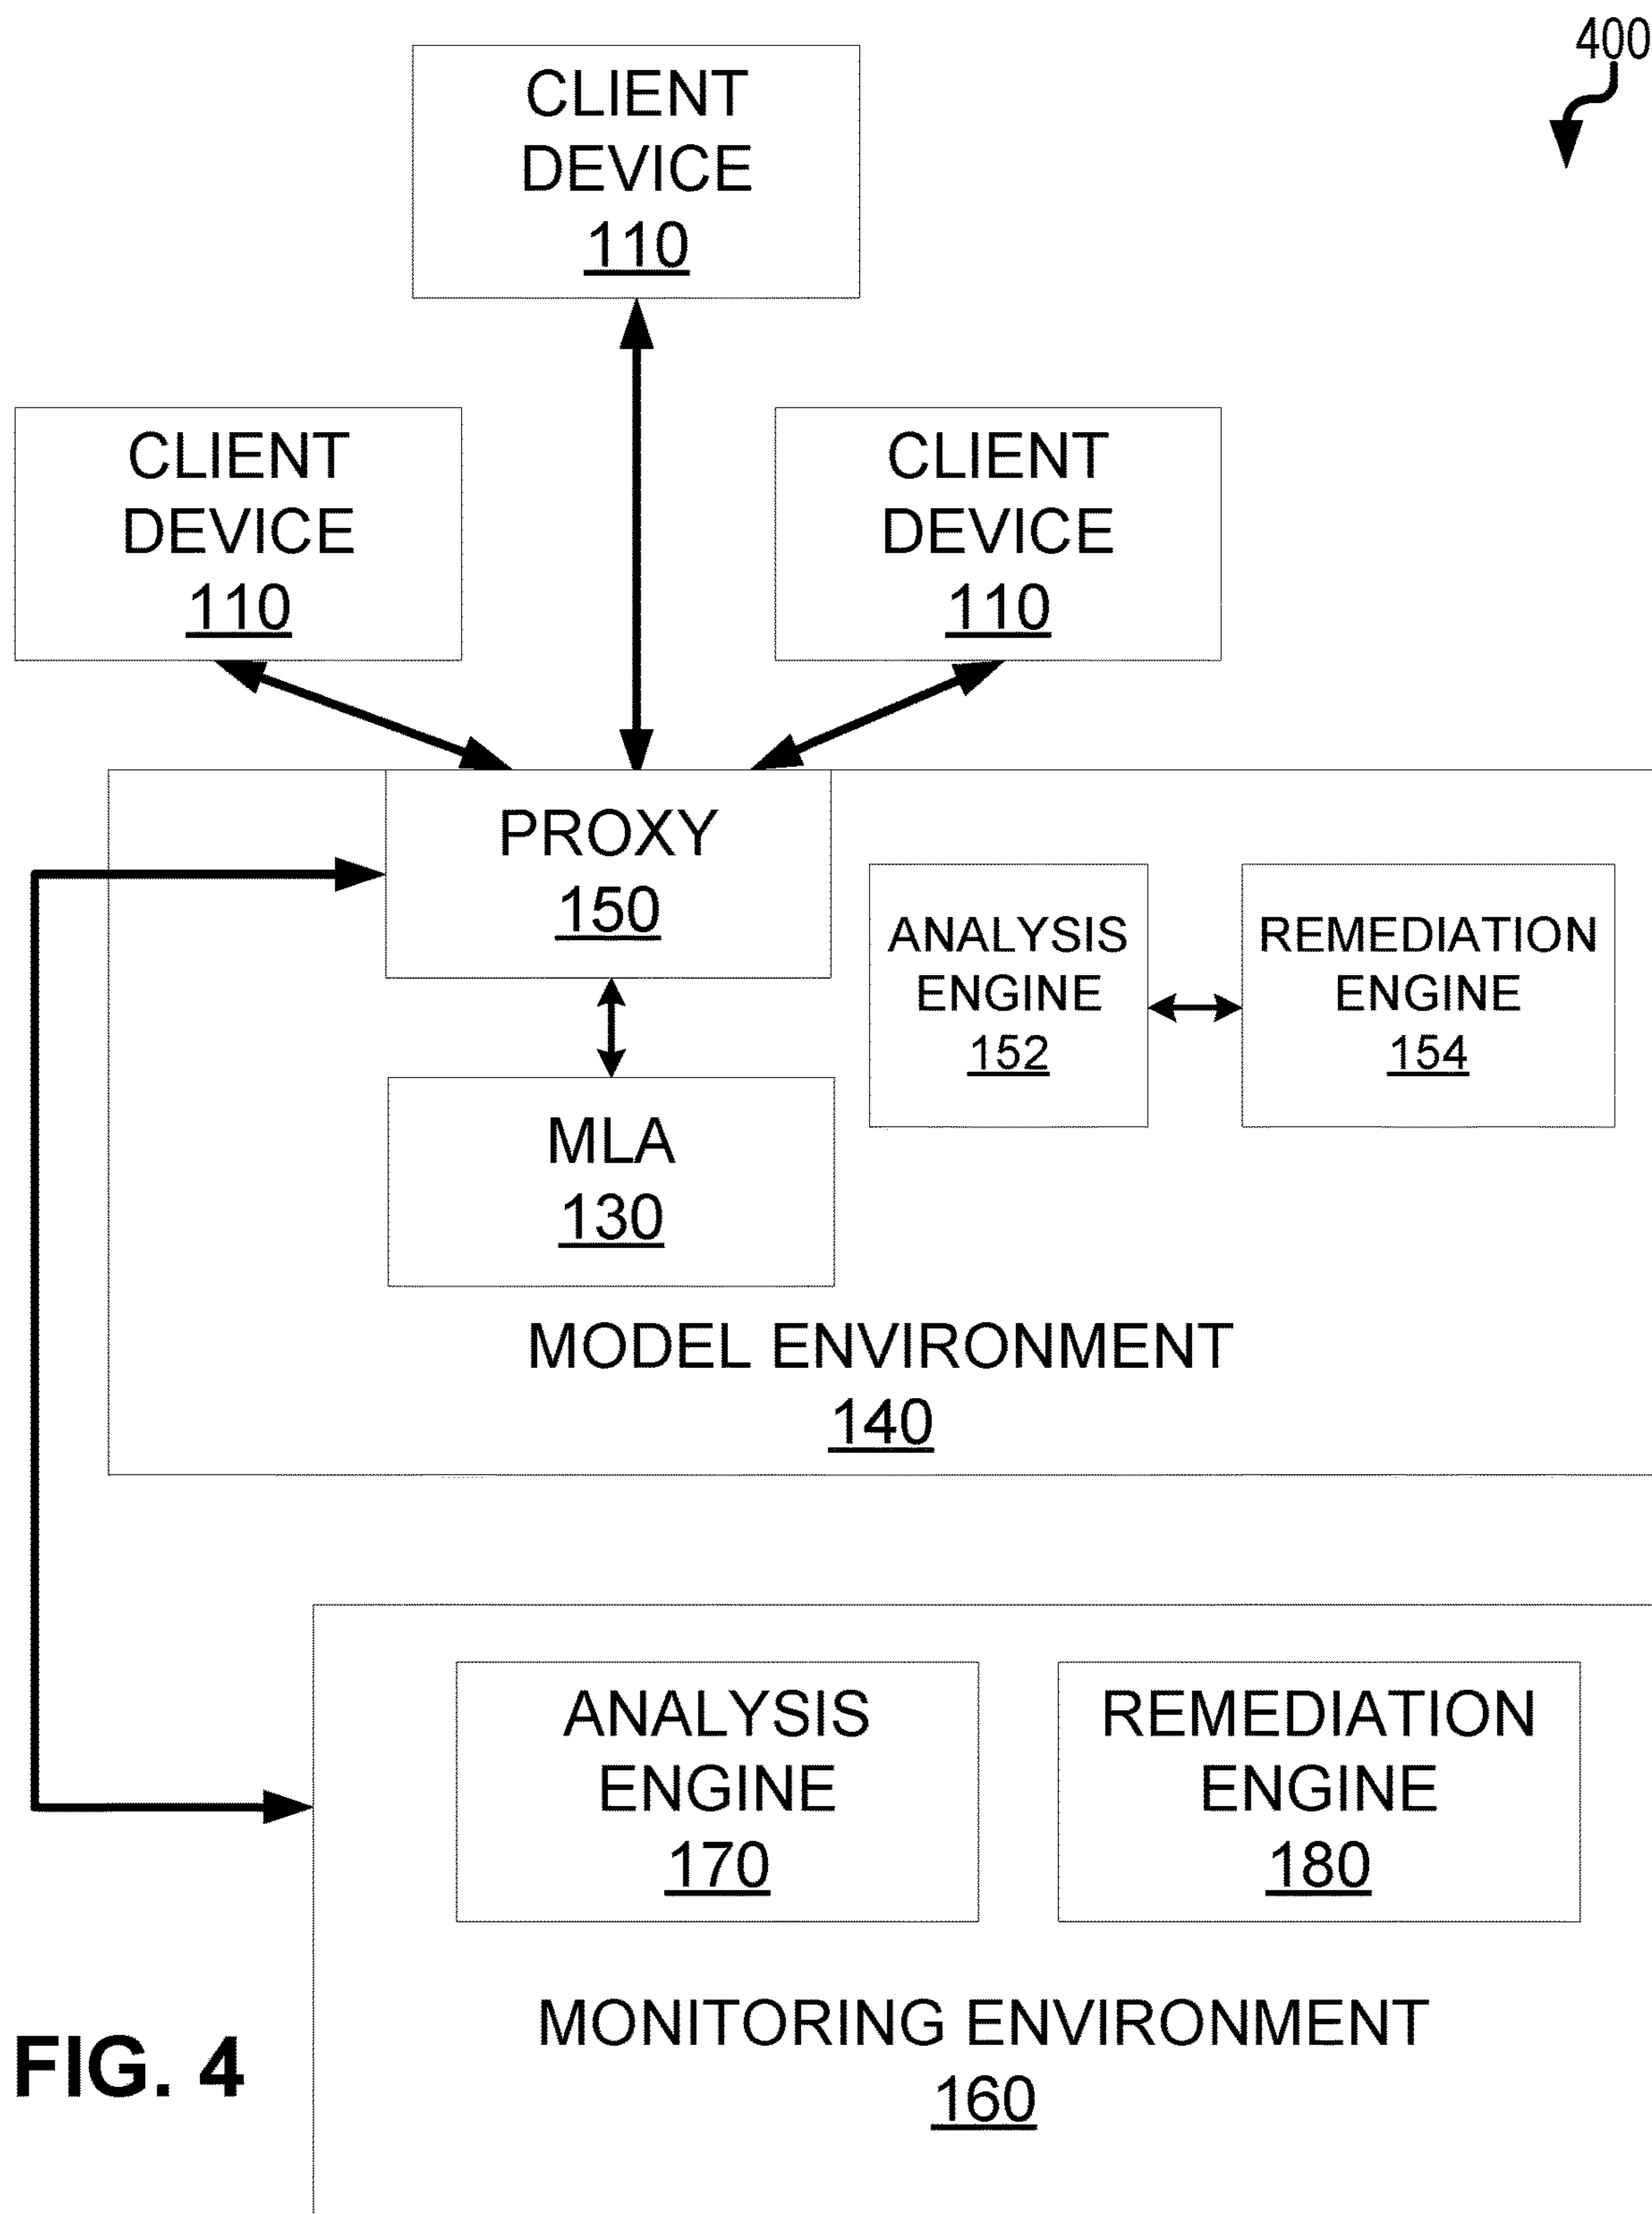 400
CLIENT
DEVICE
110
CLIENT
DEVICE
110
CLIENT
DEVICE
110
PROXY
150
ANALYSIS
ENGINE
152
REMEDIATION
ENGINE
154
MLA
130
MODEL ENVIRONMENT
140
ANALYSIS
ENGINE
170
REMEDIATION
ENGINE
180
MONITORING ENVIRONMENT
160
FIG. 4